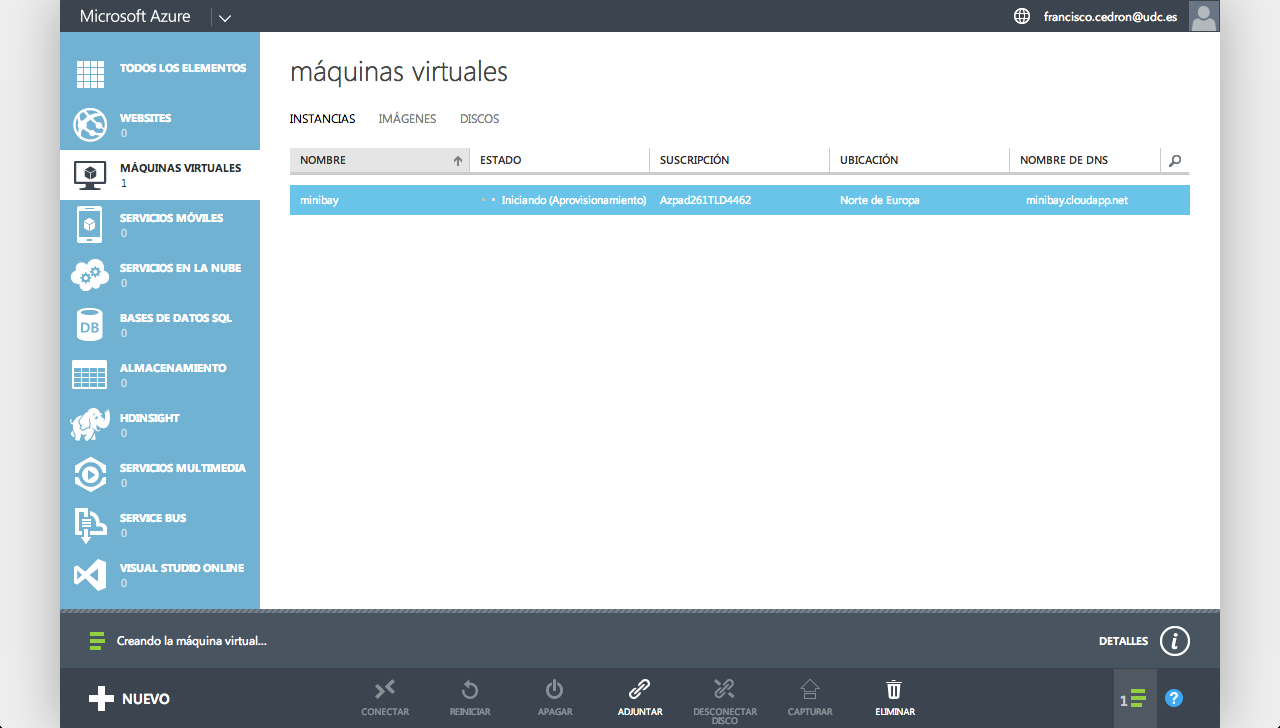 Microsoft Azure
francisco.cedron@udc.es
TODOS LOS ELEMENTOS
WEBSITES
0
MÁQUINAS VIRTUALES
1
SERVICIOS MÓVILES
0
SERVICIOS EN LA NUBE
0
BASES DE DATOS SQL
0
DB
ALMACENAMIENTO
0
HDINSIGHT
0
SERVICIOS MULTIMEDIA
0
SERVICE BUS
0
VISUAL STUDIO ONLINE
0
máquinas virtuales
INSTANCIAS IMÁGENES DISCOS
NOMBRE ESTADO SUSCRIPCIÓN UBICACIÓN NOMBRE DE DNS
minibay Iniciando (Aprovisionamiento) Azpad261TLD4462 Norte de Europa minibay.cloudapp.net
Creando la máquina virtual...
DETALLES i
NUEVO
CONECTAR
REINICIAR
APAGAR
ADJUNTAR
DESCONECTAR
DISCO
CAPTURAR
ELIMINAR
1
?